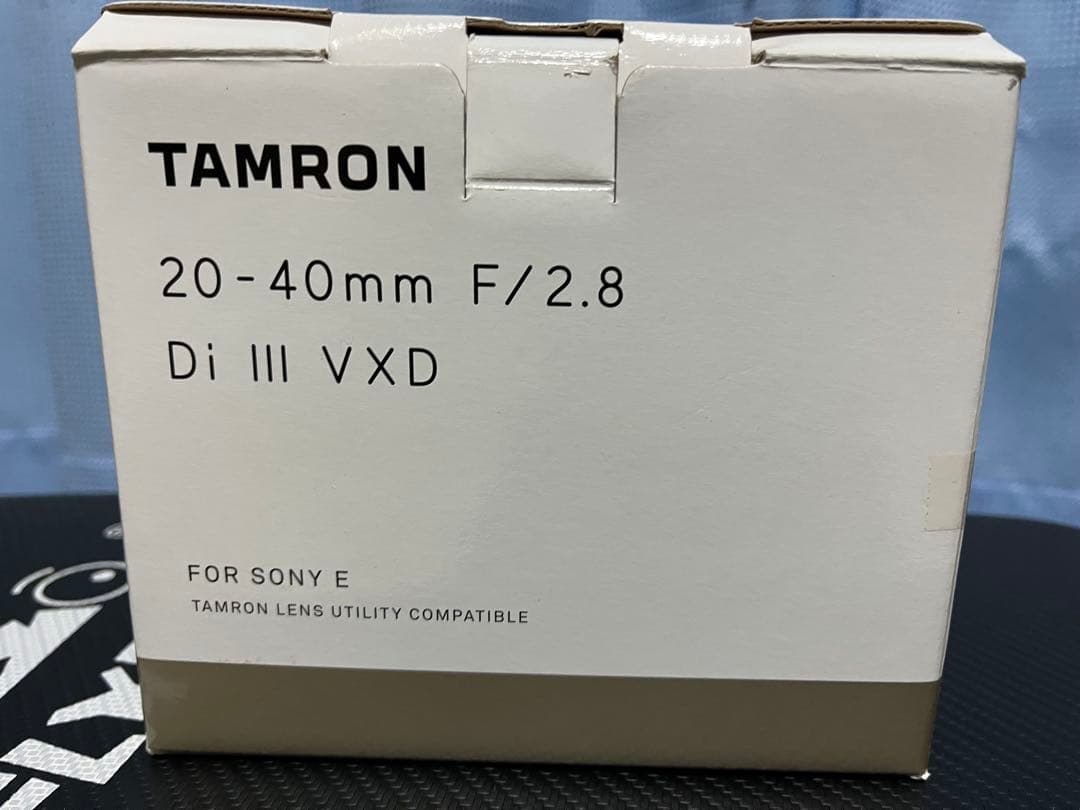 TAMRON
20-40mm F/2.8
Di III VXD
FOR SONY E
TAMRON LENS UTILITY COMPATIBLE